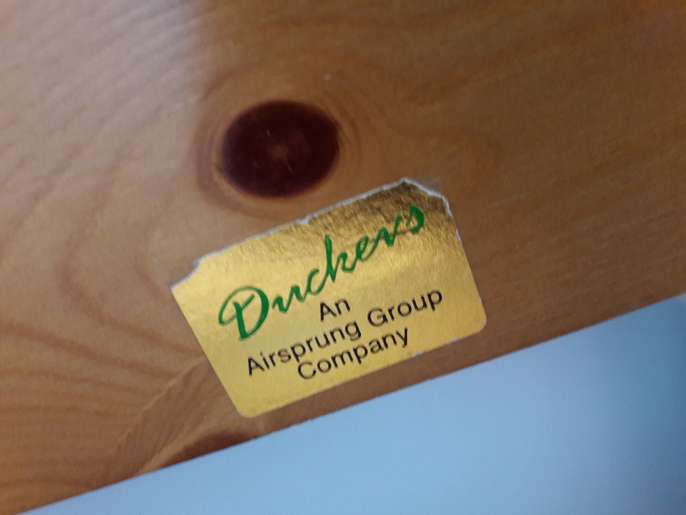 Duckers
An
Airsprung Group
Company